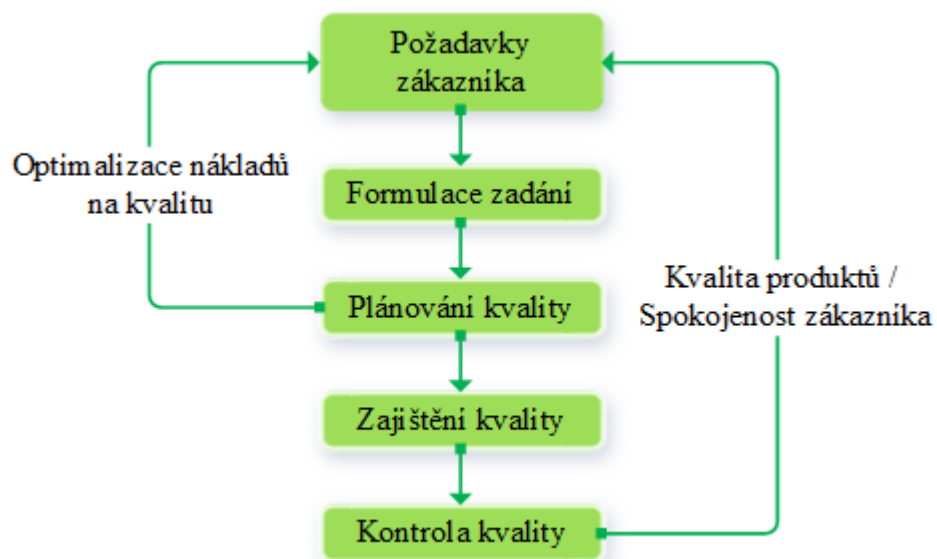 Požadavky
zákazníka
Optimalizace nákladů
na kvalitu
Formulace zadání
Plánování kvality
Kvalita produktů /
Spokojenost zákazníka
Zajištění kvality
Kontrola kvality